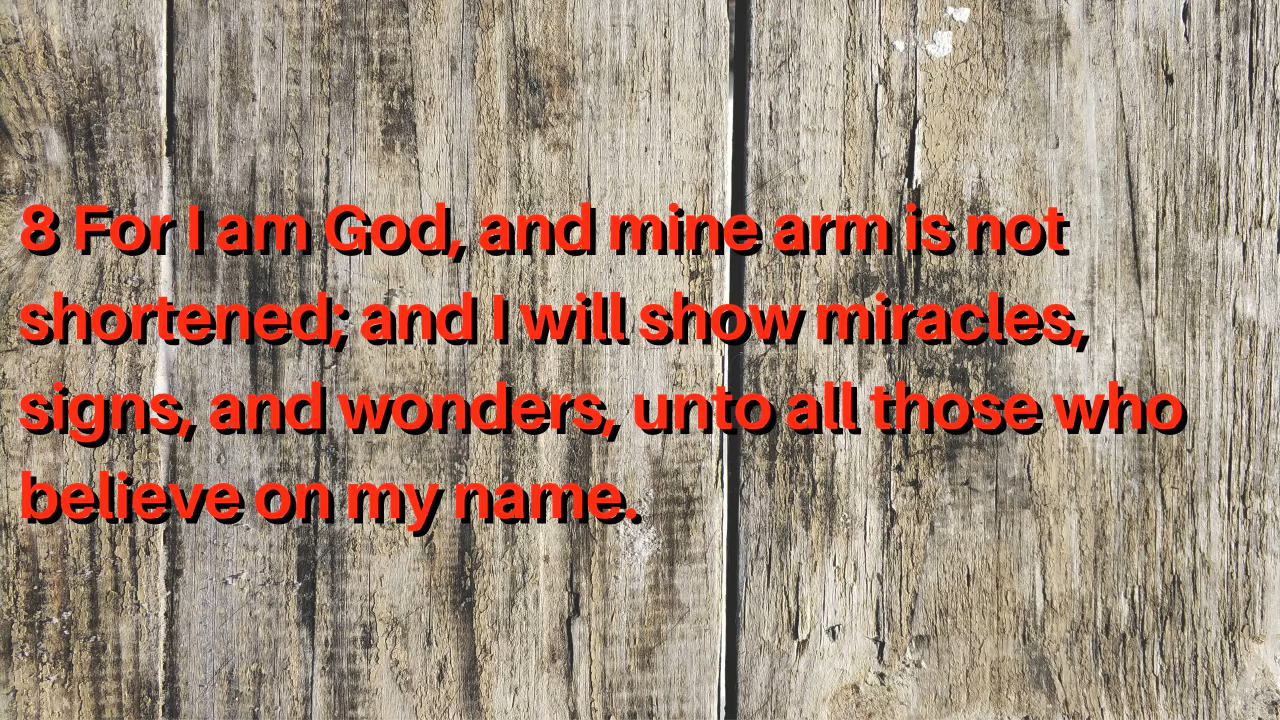 8 For I am God, and mine arm is not
shortened; and I will show miracles,
signs, and wonders, unto all those who
believe on my name.